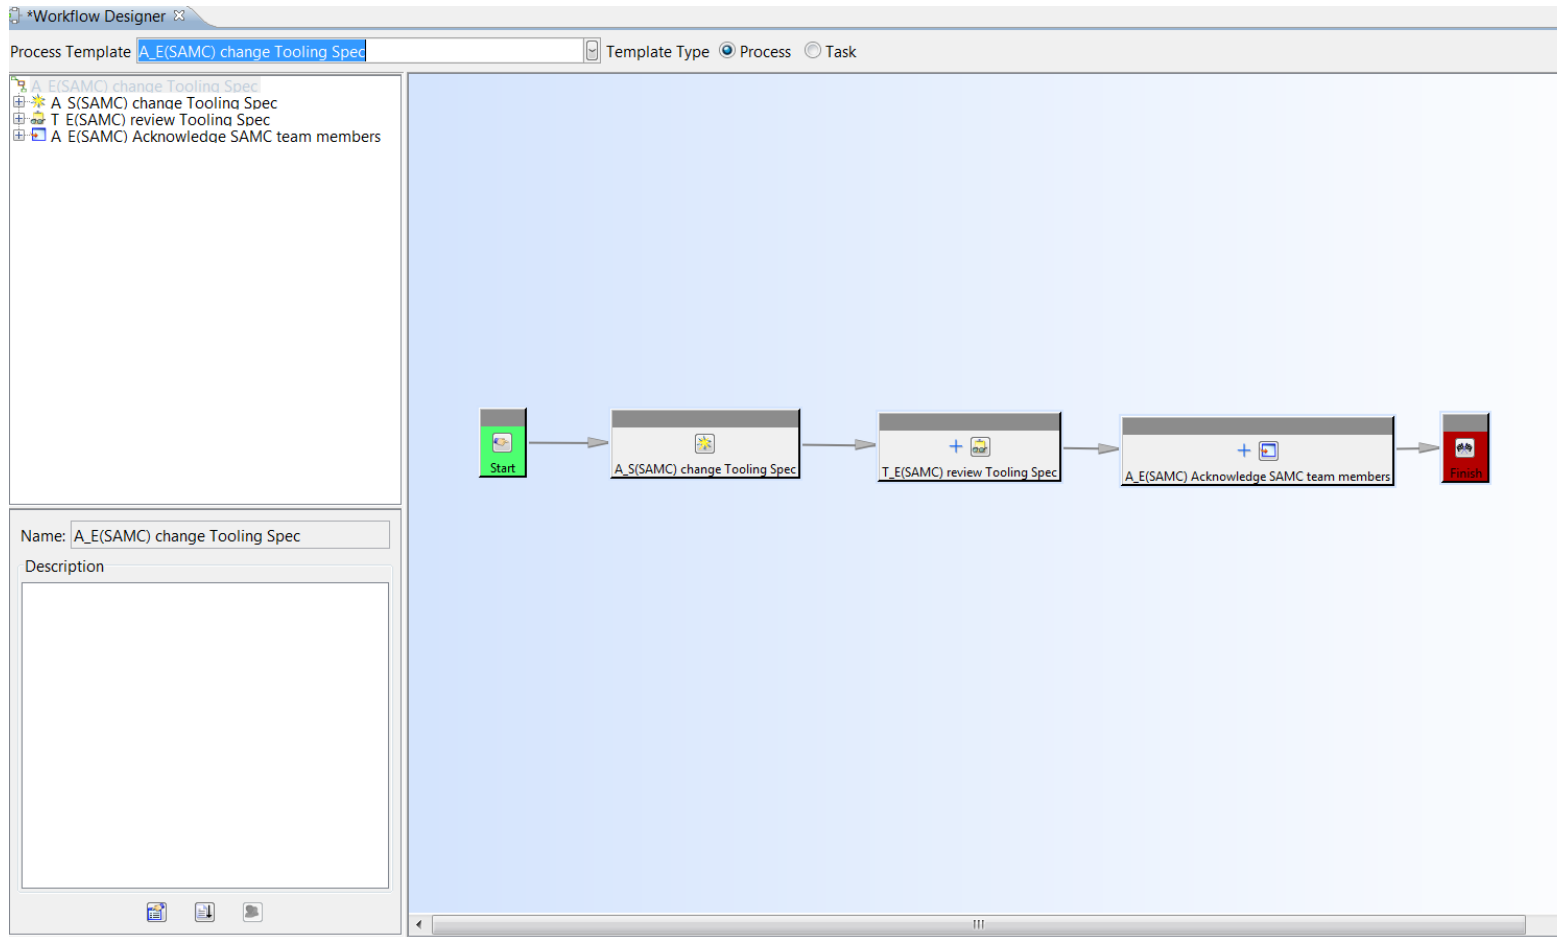 *Workflow Designer
Process Template A_E(SAMC) change Tooling Spec Template Type Process Task
A_E(SAMC) change Tooling Spec
A_S(SAMC) change Tooling Spec
T_E(SAMC) review Tooling Spec
A_E(SAMC) Acknowledge SAMC team members
Start
A_S(SAMC) change Tooling Spec
T_E(SAMC) review Tooling Spec
A_E(SAMC) Acknowledge SAMC team members
Finish
Name: A_E(SAMC) change Tooling Spec
Description